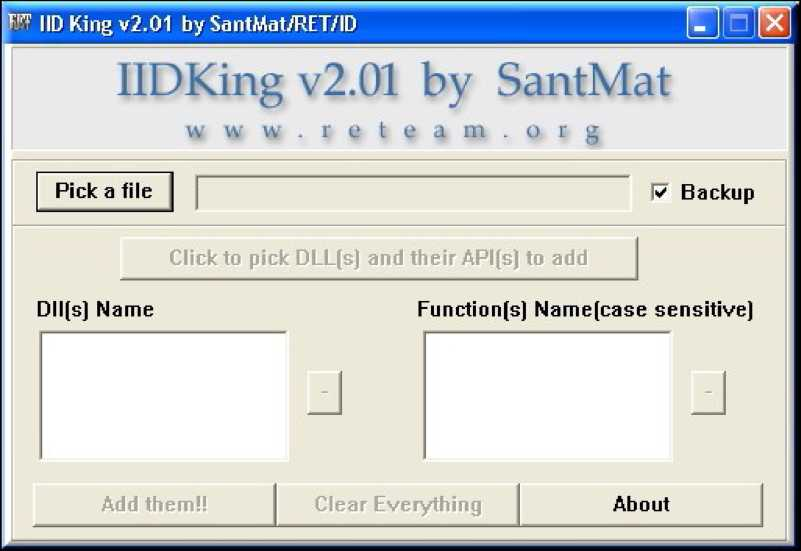 IID King v2.01 by SantMat/RET/ID
IIDKing v2.01 by SantMat
www.reteam.org
Pick a file
Backup
Click to pick DLL(s) and their API(s) to add
Dll(s) Name
Function(s) Name(case sensitive)
-
-
Add them!!
Clear Everything
About